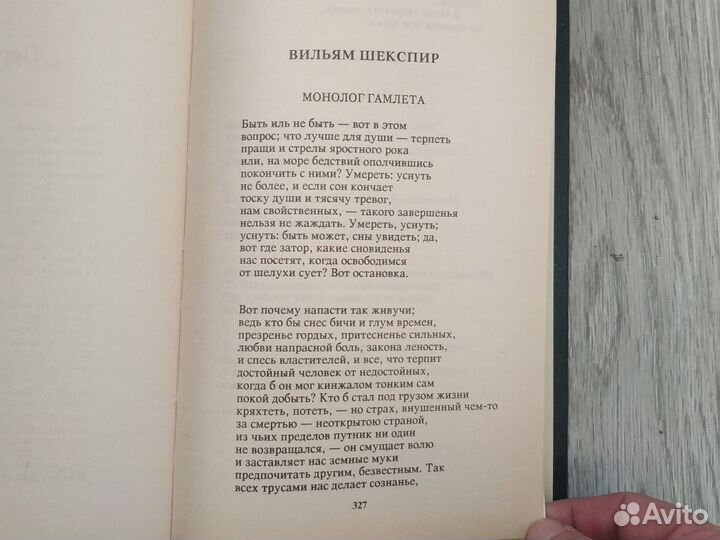 ВИЛЬЯМ ШЕКСПИР
МОНОЛОГ ГАМЛЕТА
Быть иль не быть — вот в этом
вопрос; что лучше для души — терпеть
пращи и стрелы яростного рока
или, на море бедствий ополчившись
покончить с ними? Умереть: уснуть
не более, и если сон кончает
тоску души и тясячу тревог,
нам свойственных, — такого завершенья
нельзя не жаждать. Умереть, уснуть;
уснуть: быть может, сны увидеть; да,
вот где затор, какие сновиденья
нас посетят, когда освободимся
от шелухи сует? Вот остановка.
Вот почему напасти так живучи;
ведь кто бы снес бичи и глум времен,
презренье гордых, притесненье сильных,
любви напрасной боль, закона леность,
и спесь властителей, и все, что терпит
достойный человек от недостойных,
когда б он мог кинжалом тонким сам
покой добыть? Кто б стал под грузом жизни
кряхтеть, потеть, — но страх, внушенный чем-то
за смертью — неоткрытою страной,
из чьих пределов путник ни один
не возвращался, — он смущает волю
и заставляет нас земные муки
предпочитать другим, безвестным. Так
всех трусами нас делает сознанье,
327
Avito